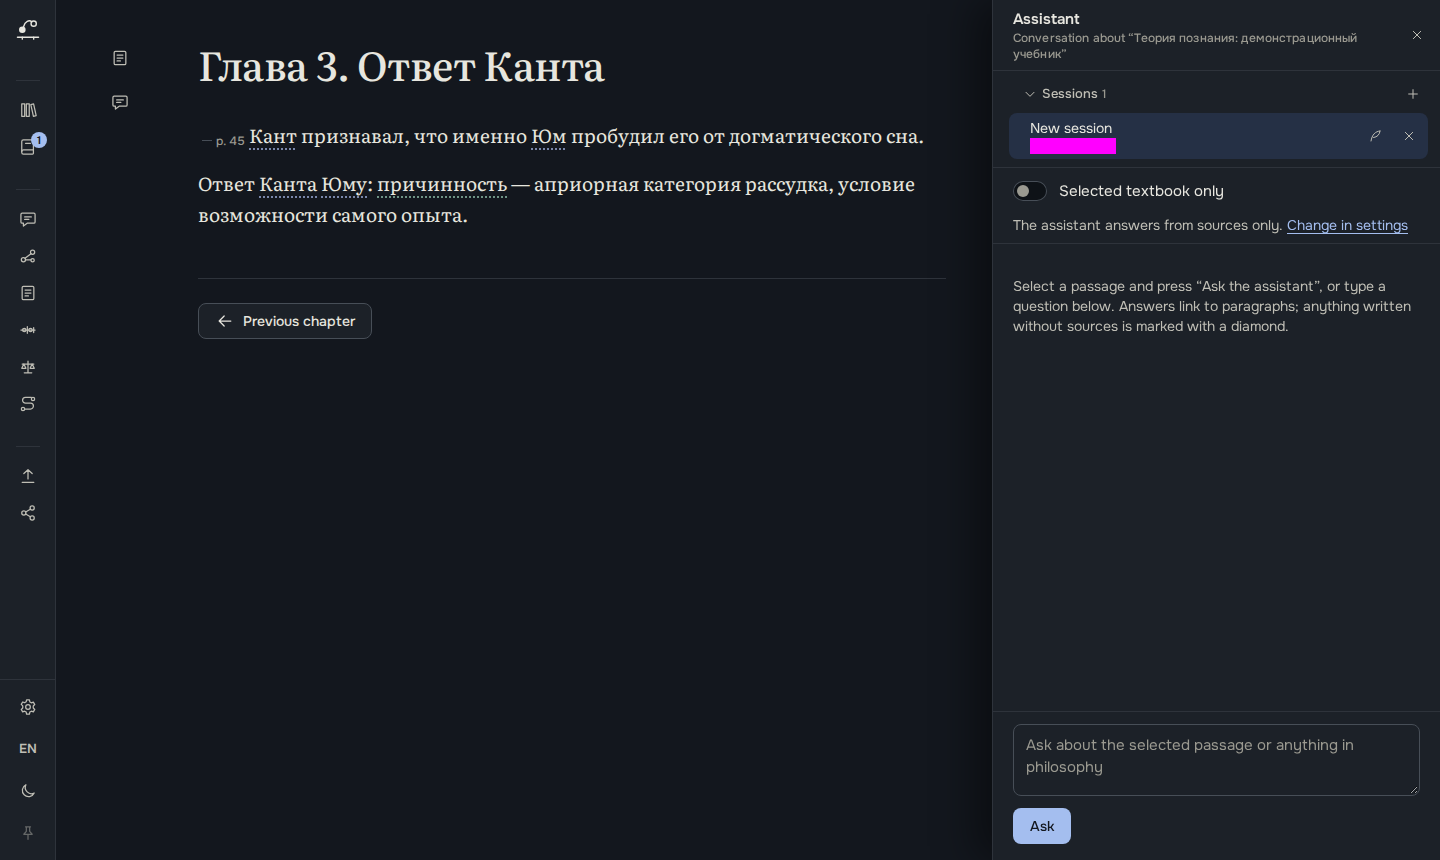 Глава 3. Ответ Канта
— p. 45 Кант признавал, что именно Юм пробудил его от догматического сна.
Ответ Канта Юму: причинность — априорная категория рассудка, условие
возможности самого опыта.
Previous chapter
1
EN
Assistant
Conversation about “Теория познания: демонстрационный
учебник”
Sessions 1
New session
Selected textbook only
The assistant answers from sources only. Change in settings
Select a passage and press “Ask the assistant”, or type a
question below. Answers link to paragraphs; anything written
without sources is marked with a diamond.
Ask about the selected passage or anything in
philosophy
Ask